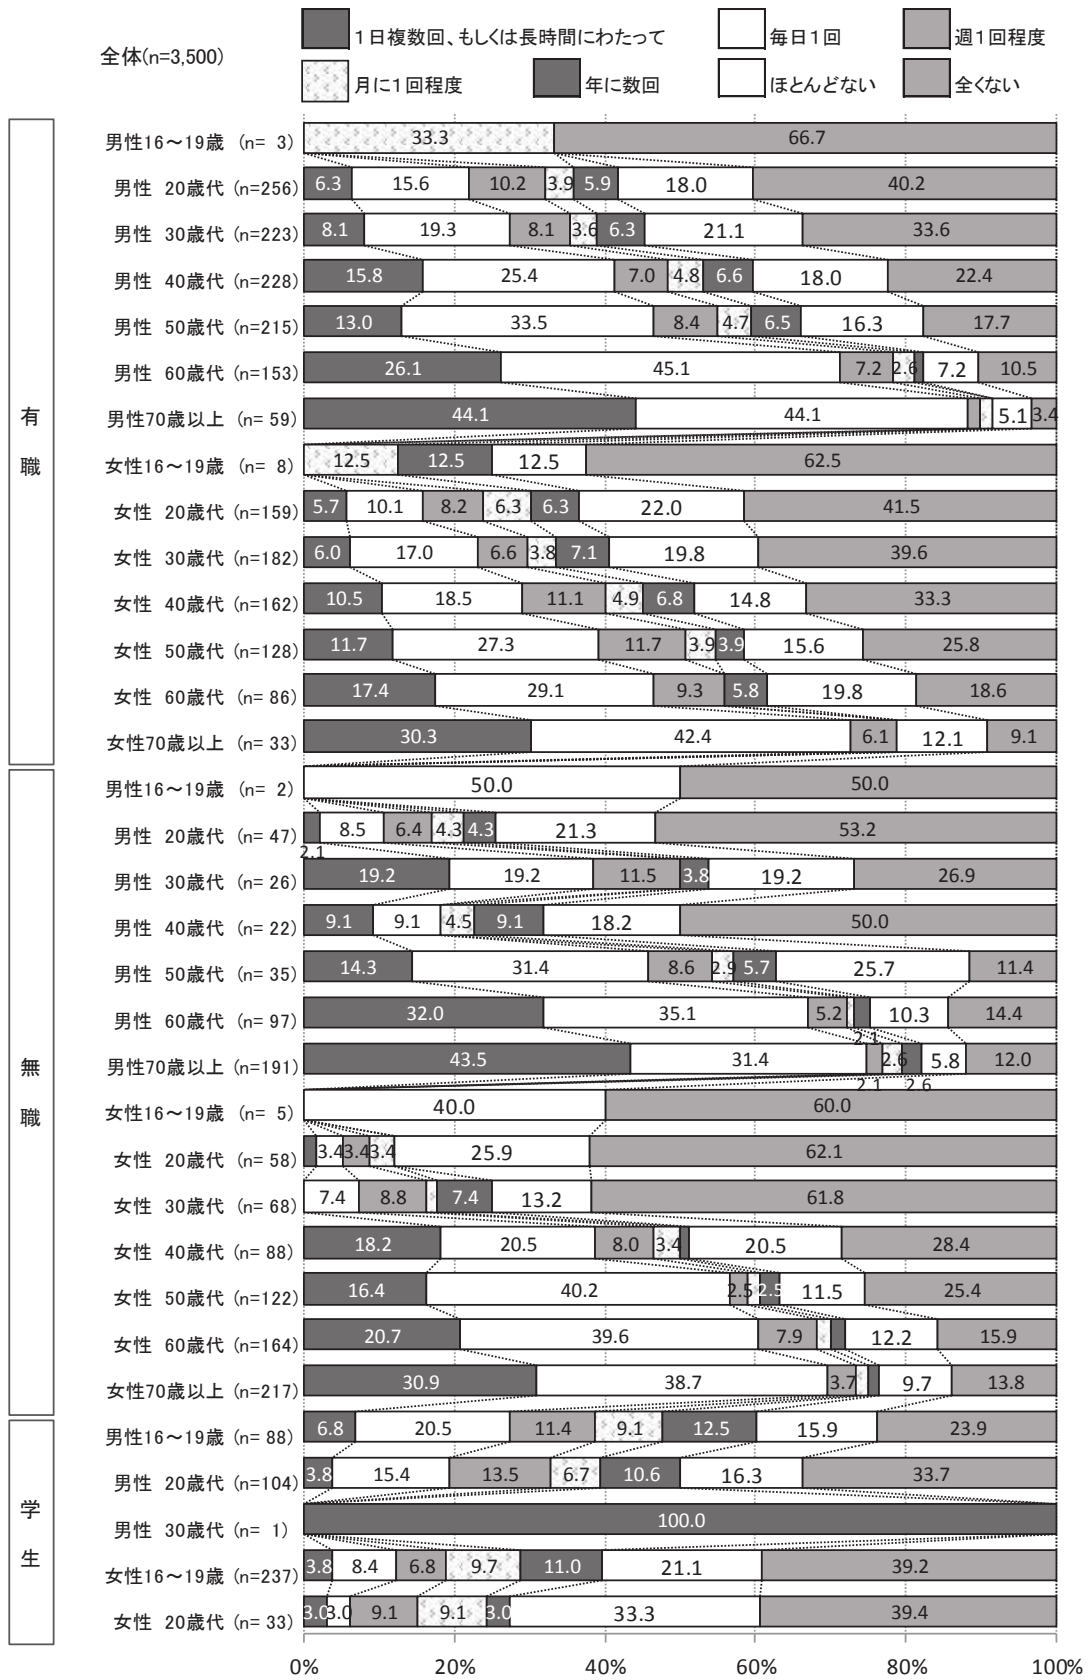 全体(n=3,500)
1日複数回、もしくは長時間にわたって 毎日1回 週1回程度
月に1回程度 年に数回 ほとんどない 全くない
有職
男性16～19歳 (n= 3) 33.3 66.7
男性 20歳代 (n=256) 6.3 15.6 10.2 3.9 5.9 18.0 40.2
男性 30歳代 (n=223) 8.1 19.3 8.1 3.6 6.3 21.1 33.6
男性 40歳代 (n=228) 15.8 25.4 7.0 4.8 6.6 18.0 22.4
男性 50歳代 (n=215) 13.0 33.5 8.4 4.7 6.5 16.3 17.7
男性 60歳代 (n=153) 26.1 45.1 7.2 2.6 7.2 10.5
男性70歳以上 (n= 59) 44.1 44.1 5.1 3.4
女性16～19歳 (n= 8) 12.5 12.5 12.5 62.5
女性 20歳代 (n=159) 5.7 10.1 8.2 6.3 6.3 22.0 41.5
女性 30歳代 (n=182) 6.0 17.0 6.6 3.8 7.1 19.8 39.6
女性 40歳代 (n=162) 10.5 18.5 11.1 4.9 6.8 14.8 33.3
女性 50歳代 (n=128) 11.7 27.3 11.7 3.9 3.9 15.6 25.8
女性 60歳代 (n= 86) 17.4 29.1 9.3 5.8 19.8 18.6
女性70歳以上 (n= 33) 30.3 42.4 6.1 12.1 9.1
無職
男性16～19歳 (n= 2) 50.0 50.0
男性 20歳代 (n= 47) 2.1 8.5 6.4 4.3 4.3 21.3 53.2
男性 30歳代 (n= 26) 19.2 19.2 11.5 3.8 19.2 26.9
男性 40歳代 (n= 22) 9.1 9.1 4.5 9.1 18.2 50.0
男性 50歳代 (n= 35) 14.3 31.4 8.6 2.9 5.7 25.7 11.4
男性 60歳代 (n= 97) 32.0 35.1 5.2 2.1 10.3 14.4
男性70歳以上 (n=191) 43.5 31.4 2.1 2.6 2.6 5.8 12.0
女性16～19歳 (n= 5) 40.0 60.0
女性 20歳代 (n= 58) 3.4 3.4 3.4 25.9 62.1
女性 30歳代 (n= 68) 7.4 8.8 7.4 13.2 61.8
女性 40歳代 (n= 88) 18.2 20.5 8.0 3.4 20.5 28.4
女性 50歳代 (n=122) 16.4 40.2 2.5 2.5 11.5 25.4
女性 60歳代 (n=164) 20.7 39.6 7.9 12.2 15.9
女性70歳以上 (n=217) 30.9 38.7 3.7 9.7 13.8
学生
男性16～19歳 (n= 88) 6.8 20.5 11.4 9.1 12.5 15.9 23.9
男性 20歳代 (n=104) 3.8 15.4 13.5 6.7 10.6 16.3 33.7
男性 30歳代 (n= 1) 100.0
女性16～19歳 (n=237) 3.8 8.4 6.8 9.7 11.0 21.1 39.2
女性 20歳代 (n= 33) 3.0 3.0 9.1 9.1 3.0 33.3 39.4
0% 20% 40% 60% 80% 100%